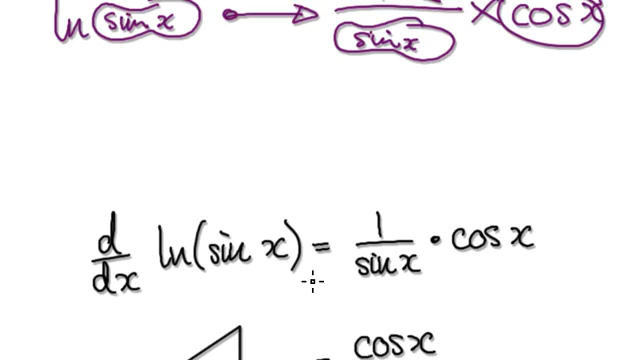 ln sin x → ―/sin x × cos x
d/dx ln(sin x) = 1/sin x · cos x
= cos x